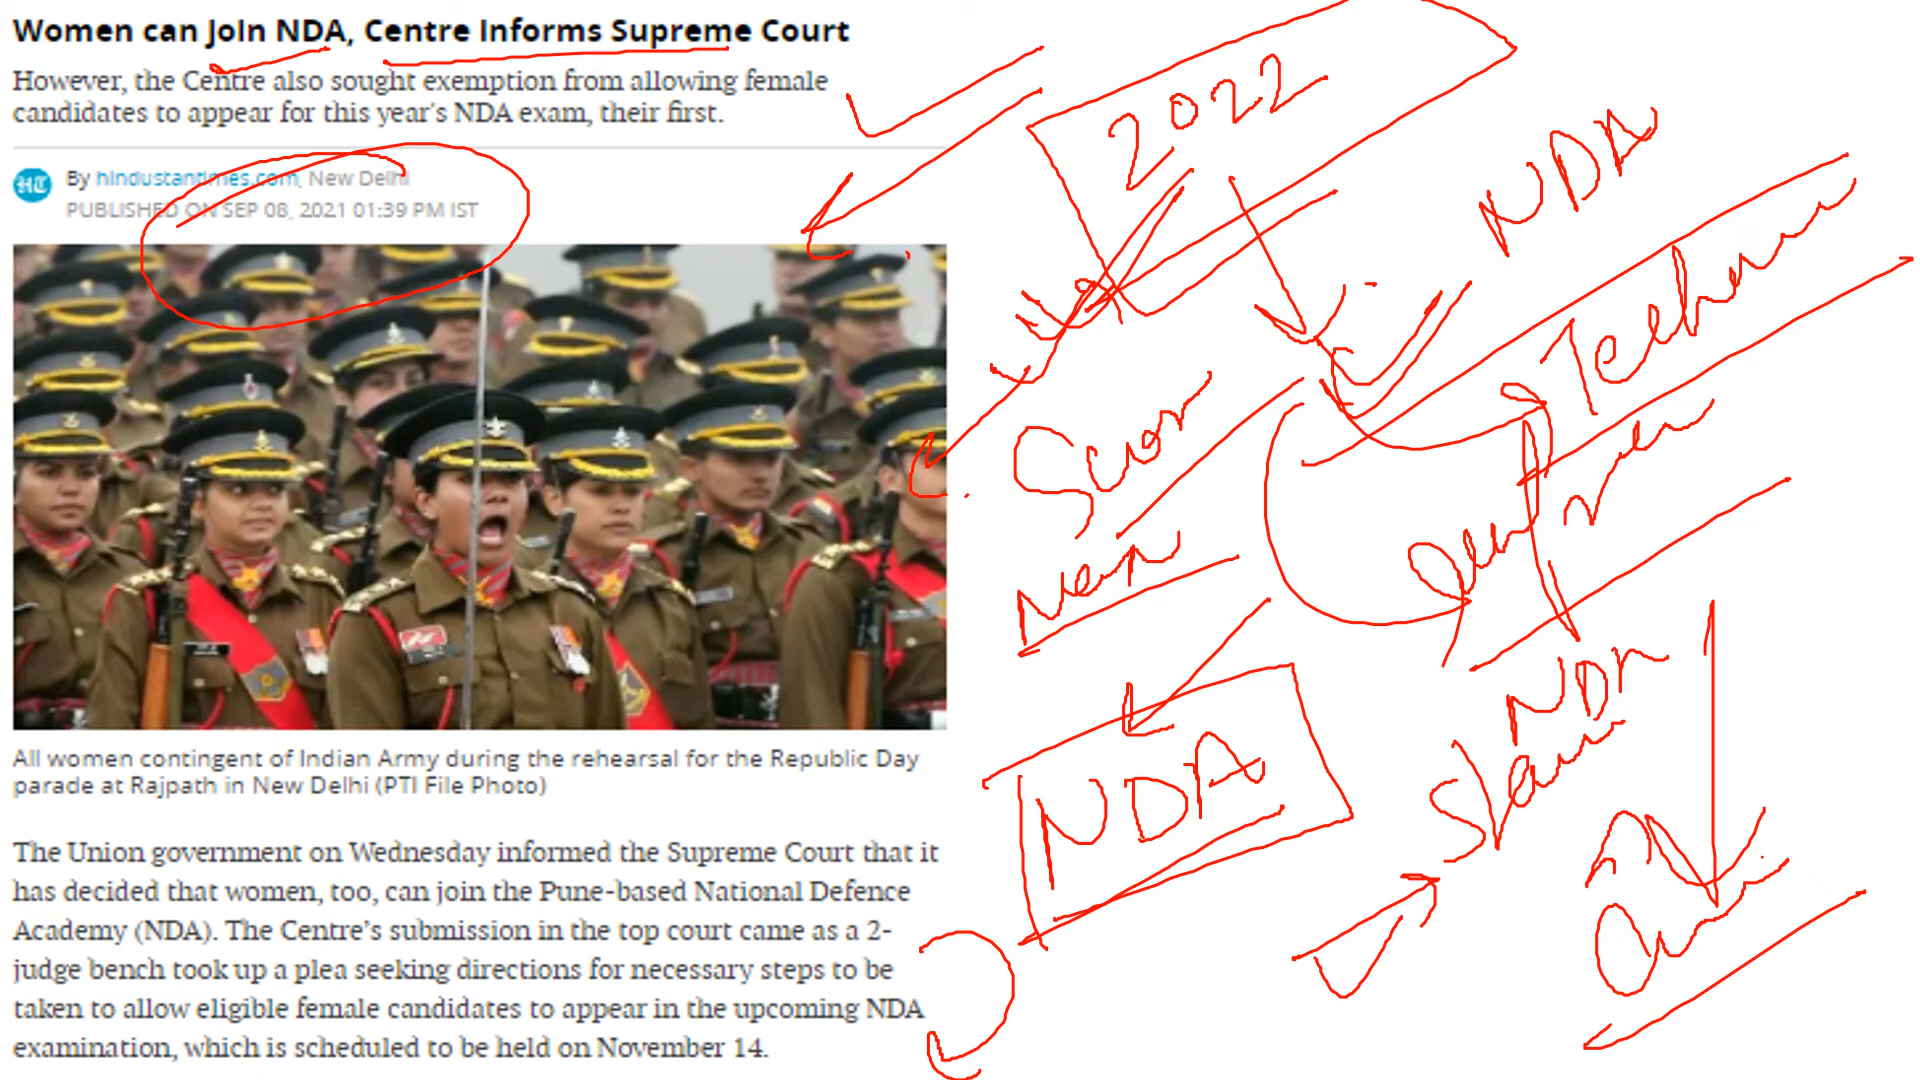 Women can Join NDA, Centre Informs Supreme Court
However, the Centre also sought exemption from allowing female
candidates to appear for this year's NDA exam, their first.
HT By hindustantimes.com, New Delhi
PUBLISHED ON SEP 08, 2021 01:39 PM IST
All women contingent of Indian Army during the rehearsal for the Republic Day
parade at Rajpath in New Delhi (PTI File Photo)
The Union government on Wednesday informed the Supreme Court that it
has decided that women, too, can join the Pune-based National Defence
Academy (NDA). The Centre's submission in the top court came as a 2-
judge bench took up a plea seeking directions for necessary steps to be
taken to allow eligible female candidates to appear in the upcoming NDA
examination, which is scheduled to be held on November 14.
2022
NDA
NDA